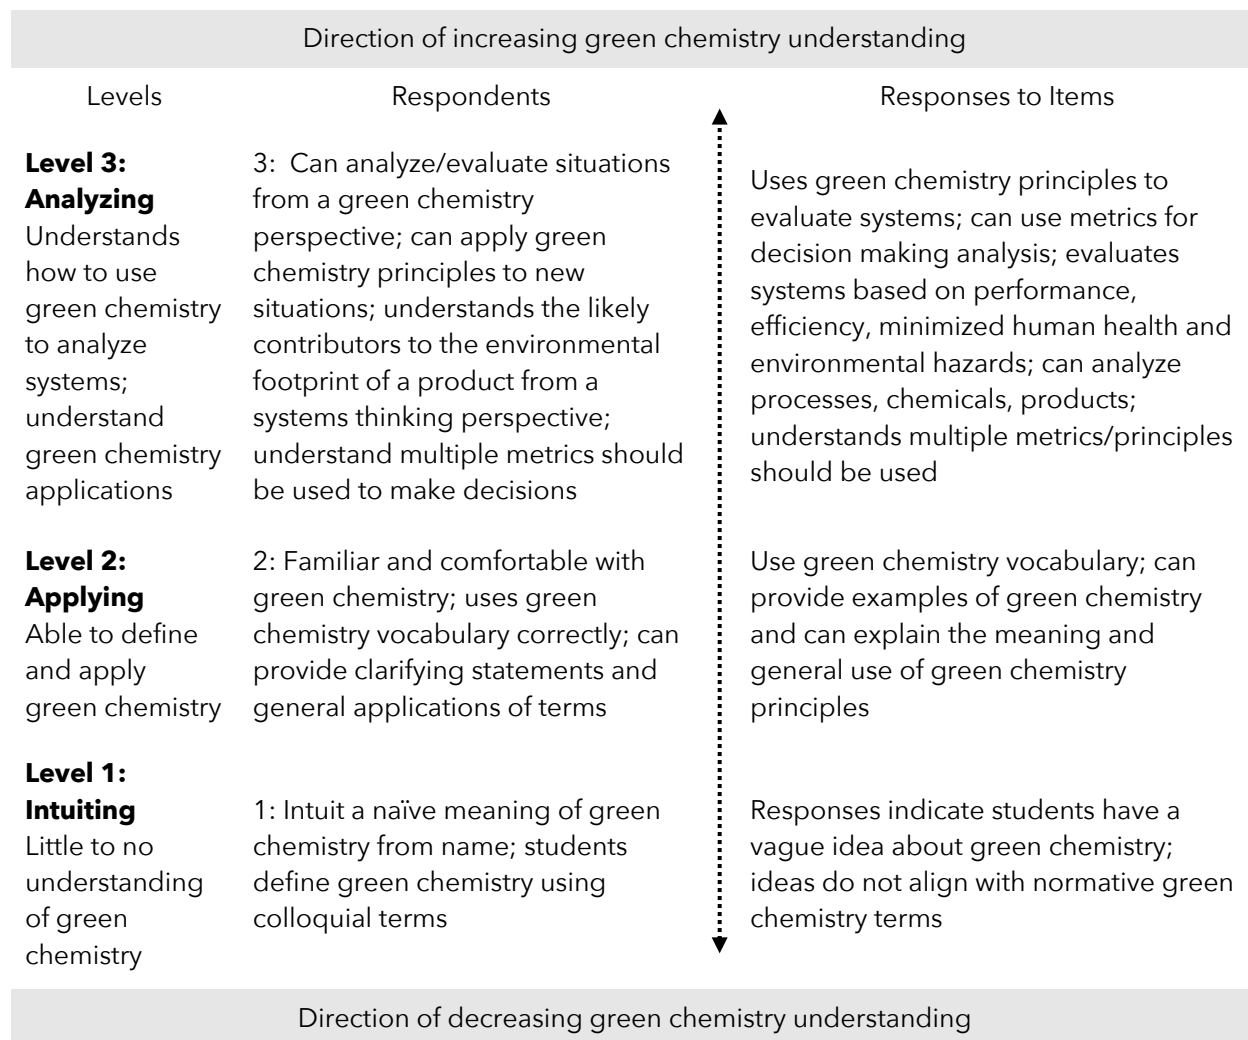 Direction of increasing green chemistry understanding
Levels
Respondents
Responses to Items
Level 3:
Analyzing
Understands
how to use
green chemistry
to analyze
systems;
understand
green chemistry
applications
3:  Can analyze/evaluate situations
from a green chemistry
perspective; can apply green
chemistry principles to new
situations; understands the likely
contributors to the environmental
footprint of a product from a
systems thinking perspective;
understand multiple metrics should
be used to make decisions
Uses green chemistry principles to
evaluate systems; can use metrics for
decision making analysis; evaluates
systems based on performance,
efficiency, minimized human health and
environmental hazards; can analyze
processes, chemicals, products;
understands multiple metrics/principles
should be used
Level 2:
Applying
Able to define
and apply
green chemistry
2: Familiar and comfortable with
green chemistry; uses green
chemistry vocabulary correctly; can
provide clarifying statements and
general applications of terms
Use green chemistry vocabulary; can
provide examples of green chemistry
and can explain the meaning and
general use of green chemistry
principles
Level 1:
Intuiting
Little to no
understanding
of green
chemistry
1: Intuit a naïve meaning of green
chemistry from name; students
define green chemistry using
colloquial terms
Responses indicate students have a
vague idea about green chemistry;
ideas do not align with normative green
chemistry terms
Direction of decreasing green chemistry understanding